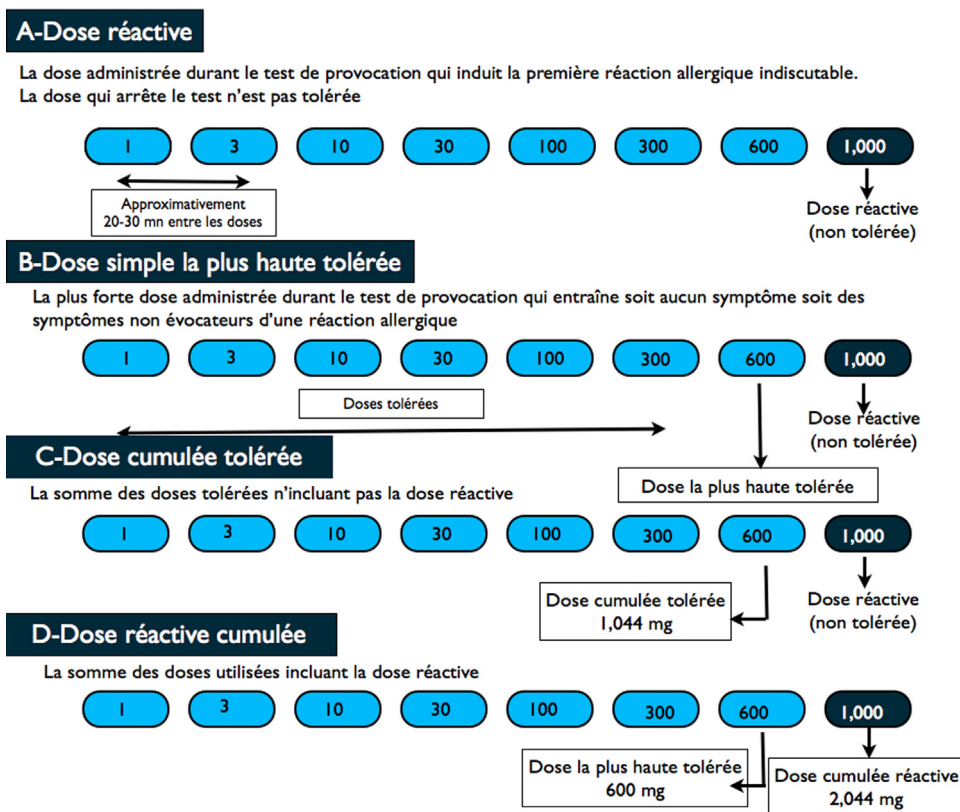 A-Dose réactive
La dose administrée durant le test de provocation qui induit la première réaction allergique indiscutable.
La dose qui arrête le test n'est pas tolérée
1 3 10 30 100 300 600 1,000
Approximativement
20-30 mn entre les doses
Dose réactive
(non tolérée)
B-Dose simple la plus haute tolérée
La plus forte dose administrée durant le test de provocation qui entraîne soit aucun symptôme soit des
symptômes non évocateurs d'une réaction allergique
1 3 10 30 100 300 600 1,000
Doses tolérées
Dose réactive
(non tolérée)
Dose la plus haute tolérée
C-Dose cumulée tolérée
La somme des doses tolérées n'incluant pas la dose réactive
1 3 10 30 100 300 600 1,000
Dose cumulée tolérée
1,044 mg
Dose réactive
(non tolérée)
D-Dose réactive cumulée
La somme des doses utilisées incluant la dose réactive
1 3 10 30 100 300 600 1,000
Dose la plus haute tolérée
600 mg
Dose cumulée réactive
2,044 mg